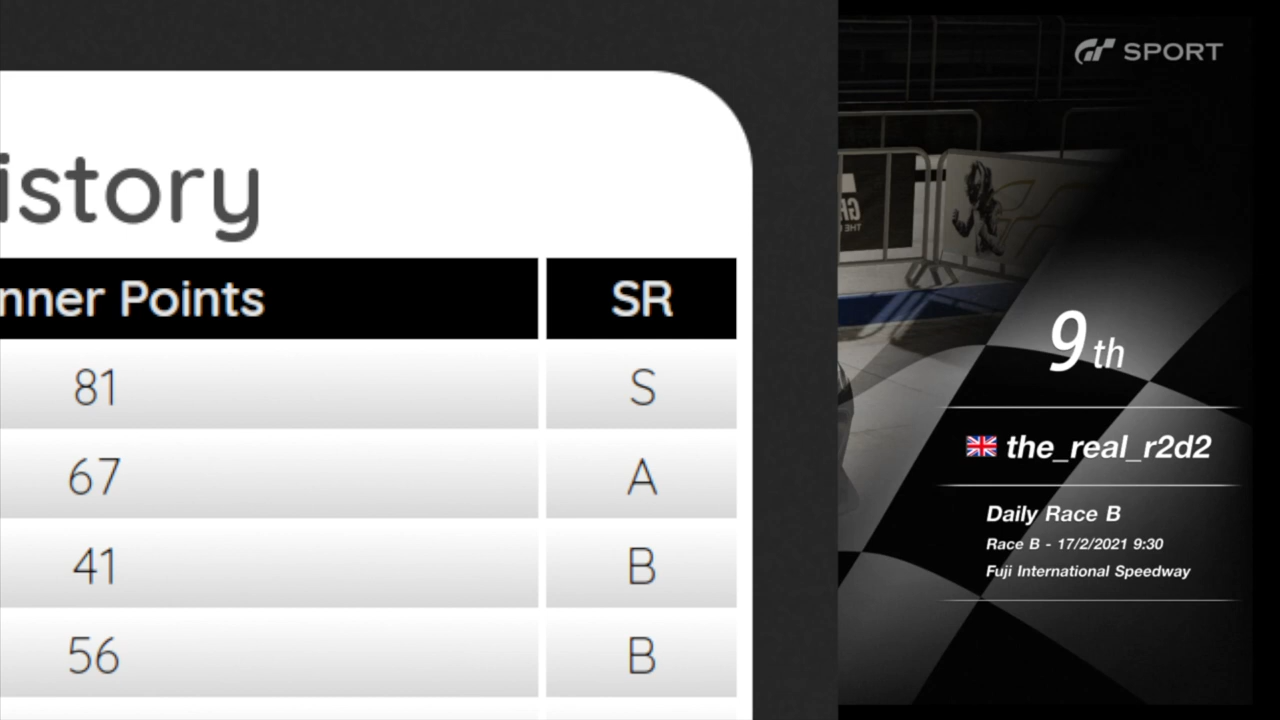 istory
nner Points SR
81 S
67 A
41 B
56 B
GT SPORT
9th
the_real_r2d2
Daily Race B
Race B - 17/2/2021 9:30
Fuji International Speedway